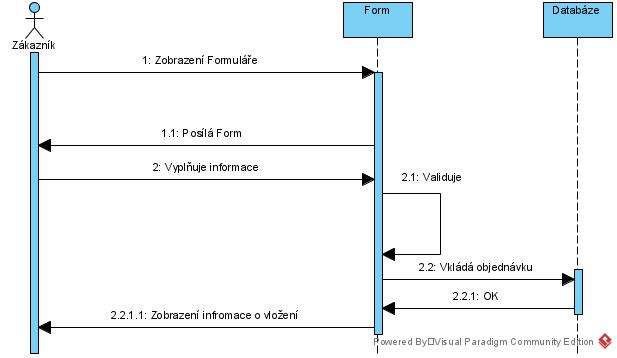 Form
Databáze
Zákazník
1: Zobrazení Formuláře
1.1: Posílá Form
2: Vyplňuje informace
2.1: Validuje
2.2: Vkládá objednávku
2.2.1: OK
2.2.1.1: Zobrazení infromace o vložení
Powered By□Visual Paradigm Community Edition